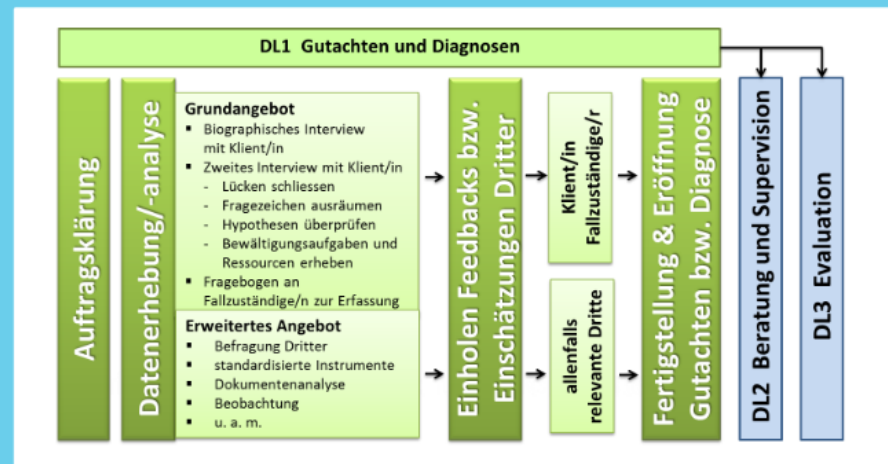 DL1 Gutachten und Diagnosen
Auftragsklärung
Datenerhebung/-analyse
Grundangebot
▪ Biographisches Interview
mit Klient/in
▪ Zweites Interview mit Klient/in
- Lücken schliessen
- Fragezeichen ausräumen
- Hypothesen überprüfen
- Bewältigungsaufgaben und
Ressourcen erheben
▪ Fragebogen an
Fallzuständige/n zur Erfassung
Erweitertes Angebot
▪ Befragung Dritter
▪ standardisierte Instrumente
▪ Dokumentenanalyse
▪ Beobachtung
▪ u. a. m.
Einholen Feedbacks bzw.
Einschätzungen Dritter
Klient/in
Fallzuständige/r
allenfalls
relevante Dritte
Fertigstellung & Eröffnung
Gutachten bzw. Diagnose
DL2 Beratung und Supervision
DL3 Evaluation